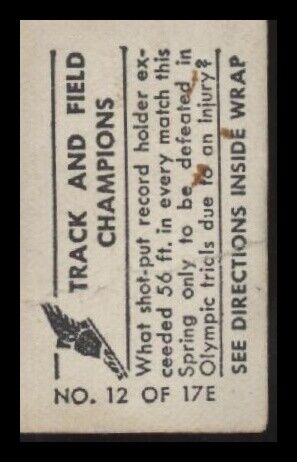 TRACK AND FIELD
CHAMPIONS
What shot-put record holder ex-
ceeded 56 ft. in every match this
Spring only to be defeated in
Olympic trials due to an injury?
SEE DIRECTIONS INSIDE WRAP
NO. 12 OF 17E